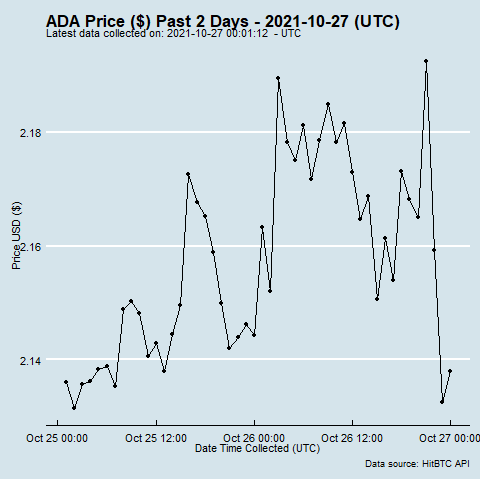 ADA Price ($) Past 2 Days - 2021-10-27 (UTC)
Latest data collected on: 2021-10-27 00:01:12 - UTC
2.18
2.16
2.14
Price USD ($)
Oct 25 00:00 Oct 25 12:00 Oct 26 00:00 Oct 26 12:00 Oct 27 00:00
Date Time Collected (UTC)
Data source: HitBTC API